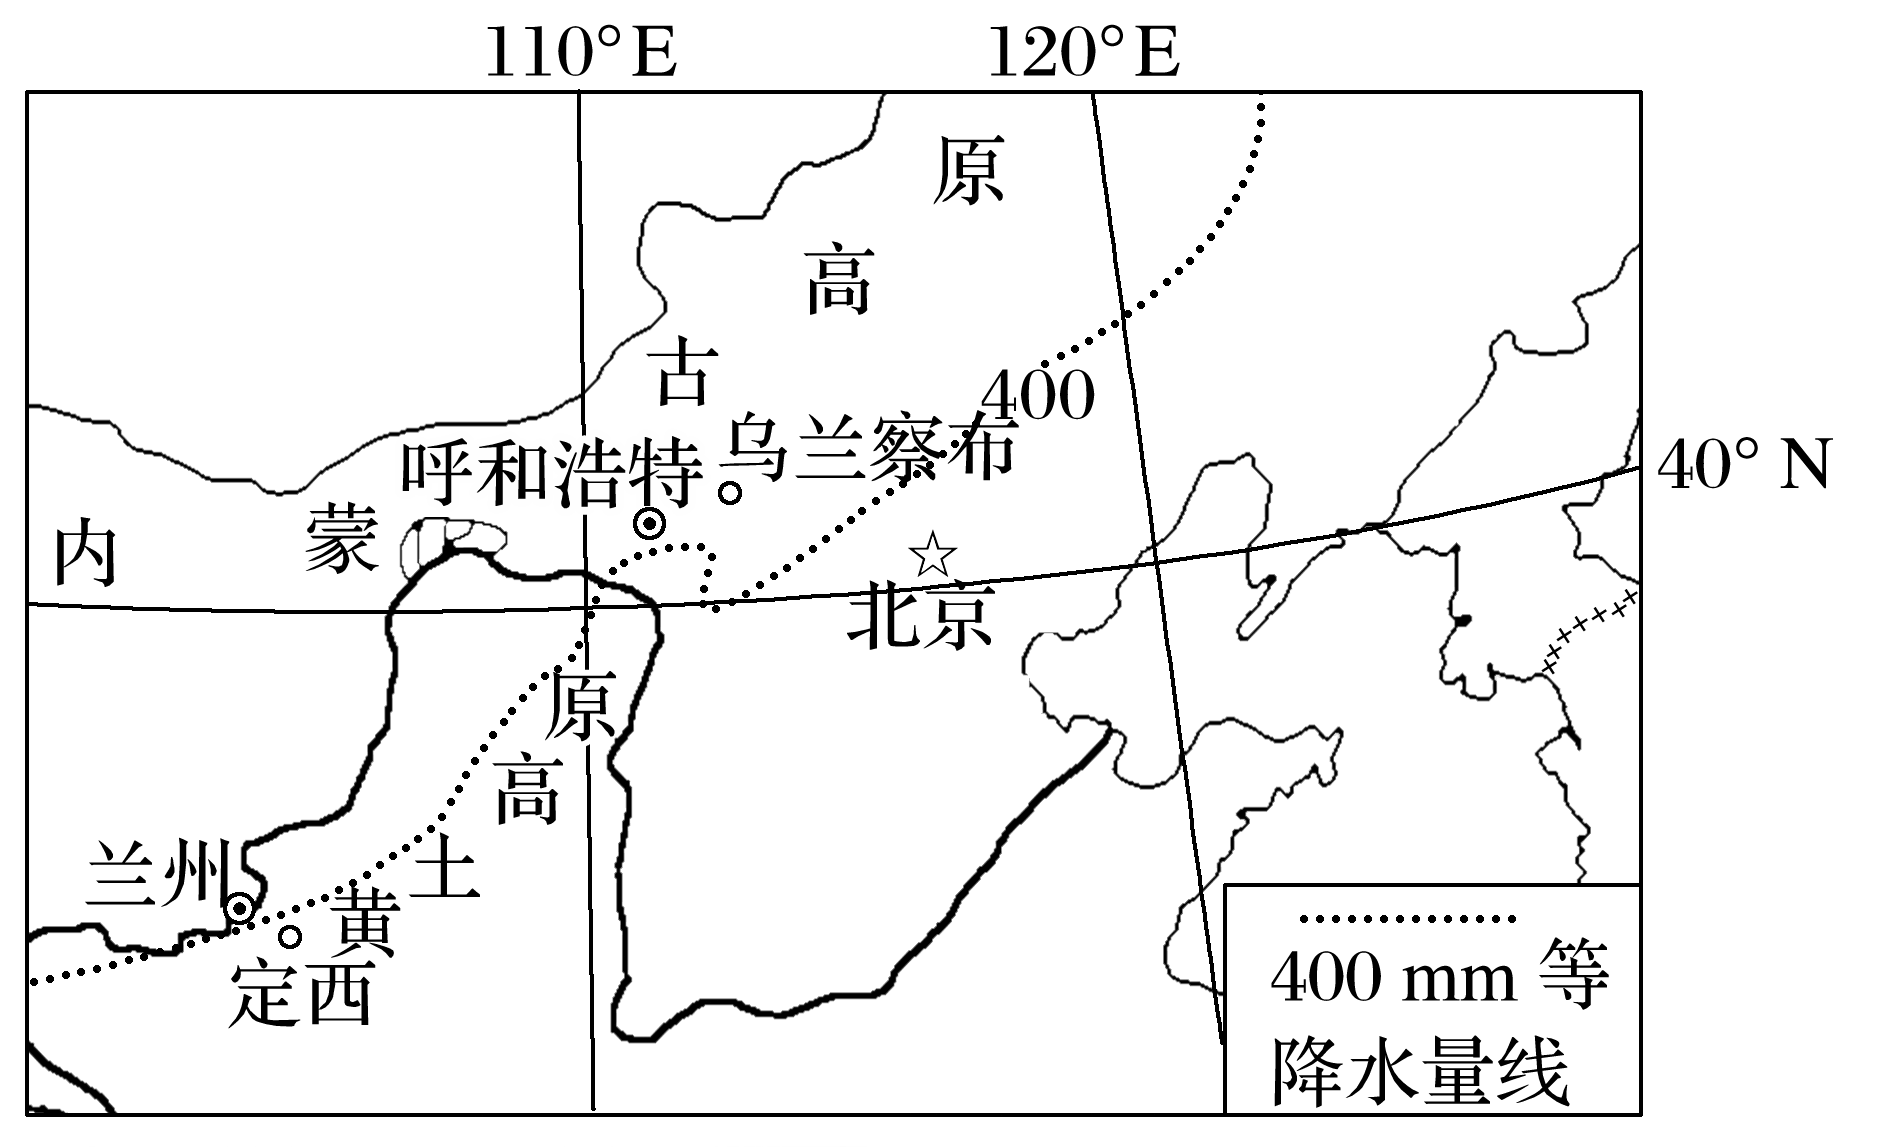 110°E
120°E
原
高
古
400
乌兰察布
呼和浩特
40° N
内
蒙
北京
原
高
土
兰州
黄
定西
400 mm 等
降水量线